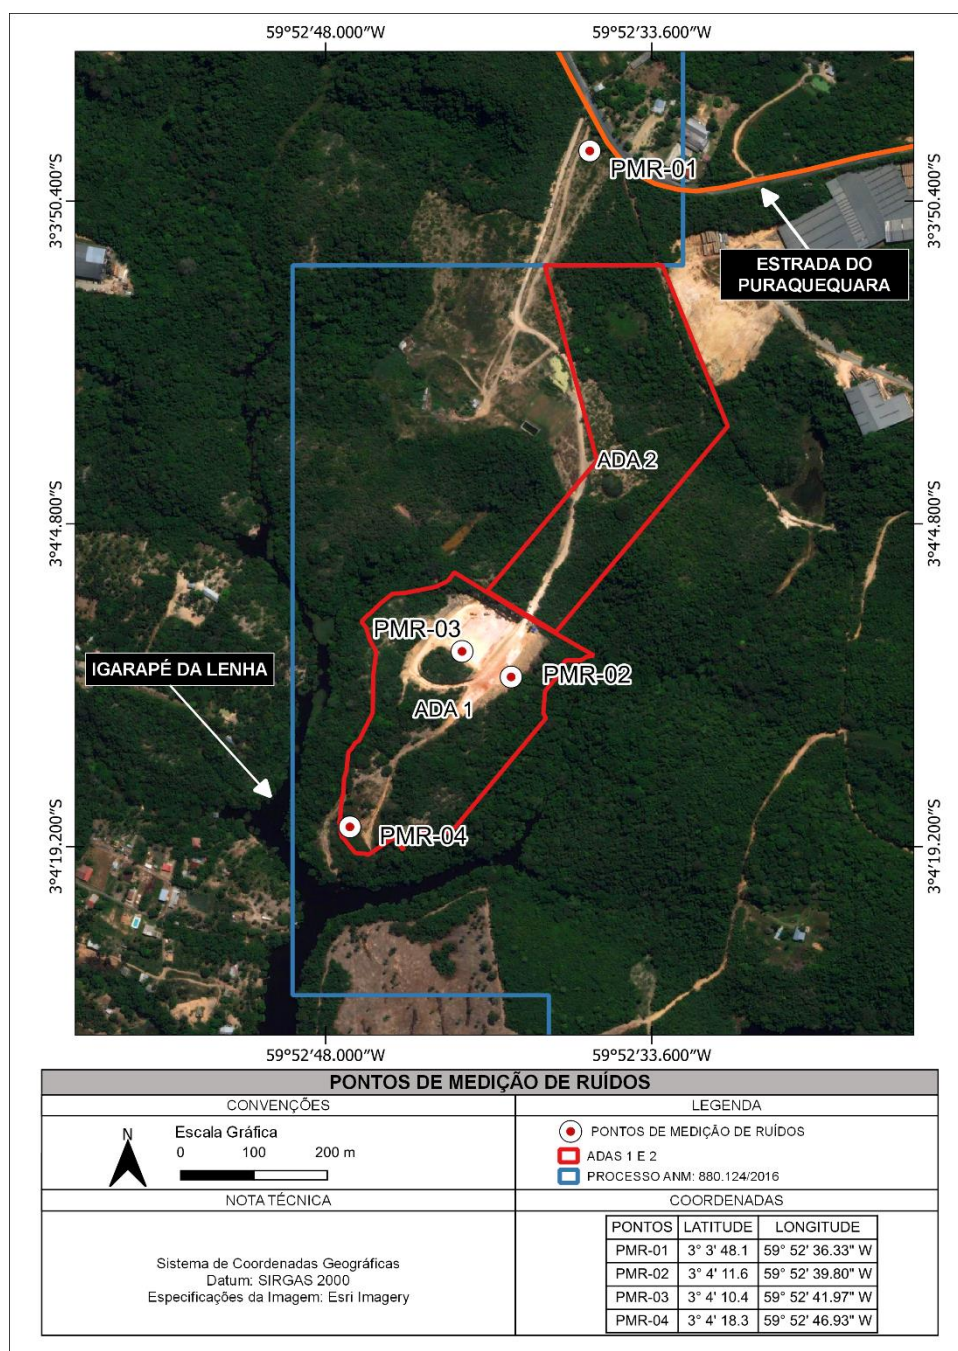 59°52′48.000″W 59°52′33.600″W
PMR-01
3°3′50.400″S 3°3′50.400″S
ESTRADA DO
PURAQUEQUARA
ADA 2
3°4′4.800″S 3°4′4.800″S
PMR-03
IGARAPÉ DA LENHA
PMR-02
ADA 1
3°4′19.200″S 3°4′19.200″S
PMR-04
59°52′48.000″W 59°52′33.600″W
PONTOS DE MEDIÇÃO DE RUÍDOS
CONVENÇÕES
N
Escala Gráfica
0 100 200 m
LEGENDA
PONTOS DE MEDIÇÃO DE RUÍDOS
ADAS 1 E 2
PROCESSO ANM: 880.124/2016
NOTA TÉCNICA
Sistema de Coordenadas Geográficas
Datum: SIRGAS 2000
Especificações da Imagem: Esri Imagery
COORDENADAS
PONTOS LATITUDE LONGITUDE
PMR-01 3° 3' 48.1 59° 52' 36.33" W
PMR-02 3° 4' 11.6 59° 52' 39.80" W
PMR-03 3° 4' 10.4 59° 52' 41.97" W
PMR-04 3° 4' 18.3 59° 52' 46.93" W